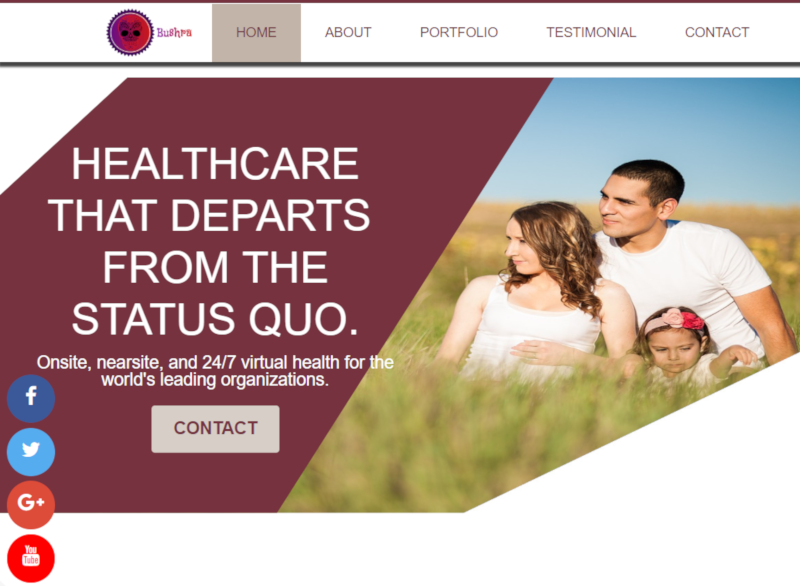 Bushra
HOME
ABOUT
PORTFOLIO
TESTIMONIAL
CONTACT
HEALTHCARE
THAT DEPARTS
FROM THE
STATUS QUO.
Onsite, nearsite, and 24/7 virtual health for the
world's leading organizations.
CONTACT
f
G+
You
Tube